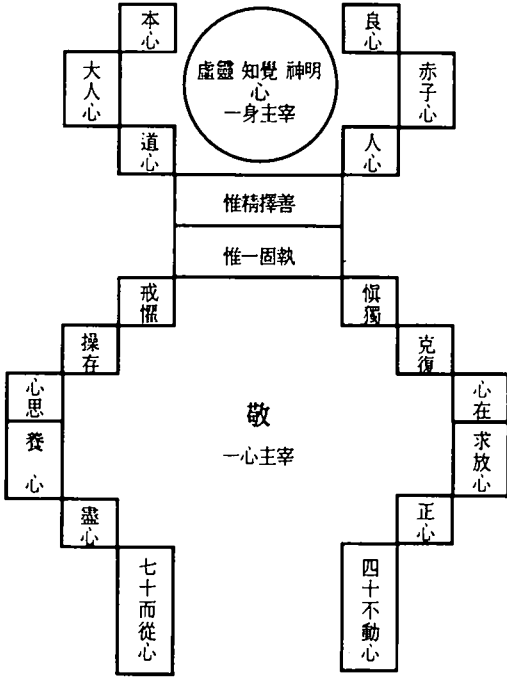 本心
良心
虛靈 知覺 神明
心
一身主宰
大人心
赤子心
道心
人心
惟精擇善
惟一固執
戒懼
愼獨
操存
克復
心思
心在
養心
求放心
敬
一心主宰
盡心
正心
七十而從心
四十不動心